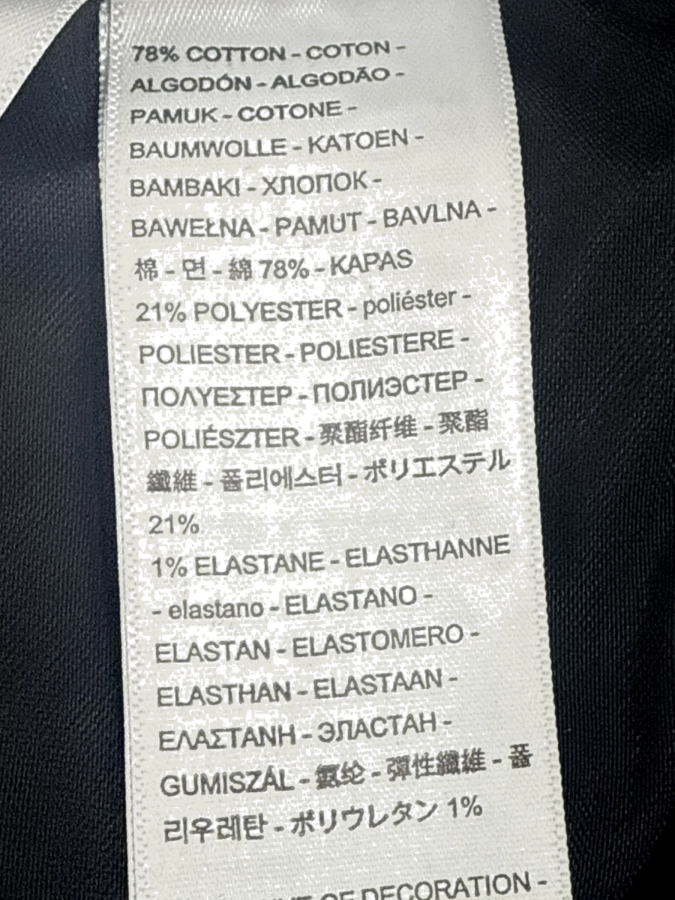 78% COTTON - COTON -
ALGODÓN - ALGODÃO -
PAMUK - COTONE -
BAUMWOLLE - KATOEN -
BAMBAKI - ХЛОПОК -
BAWEŁNA - PAMUT - BAVLNA -
棉 - 면 - 綿 78% - KAPAS
21% POLYESTER - poliéster -
POLIESTER - POLIESTERE -
ΠΟΛΥΕΣΤΕΡ - ПОЛИЭСТЕР -
POLIÉSZTER - 聚酯纤维 - 聚酯
纖維 - 폴리에스터 - ポリエステル
21%
1% ELASTANE - ELASTHANNE
- elastano - ELASTANO -
ELASTAN - ELASTOMERO -
ELASTHAN - ELASTAAN -
ΕΛΑΣΤΑΝΗ - ЭЛАСТАН -
GUMISZÁL - 氨纶 - 彈性纖維 - 폴
리우레탄 - ポリウレタン 1%
OF DECORATION -